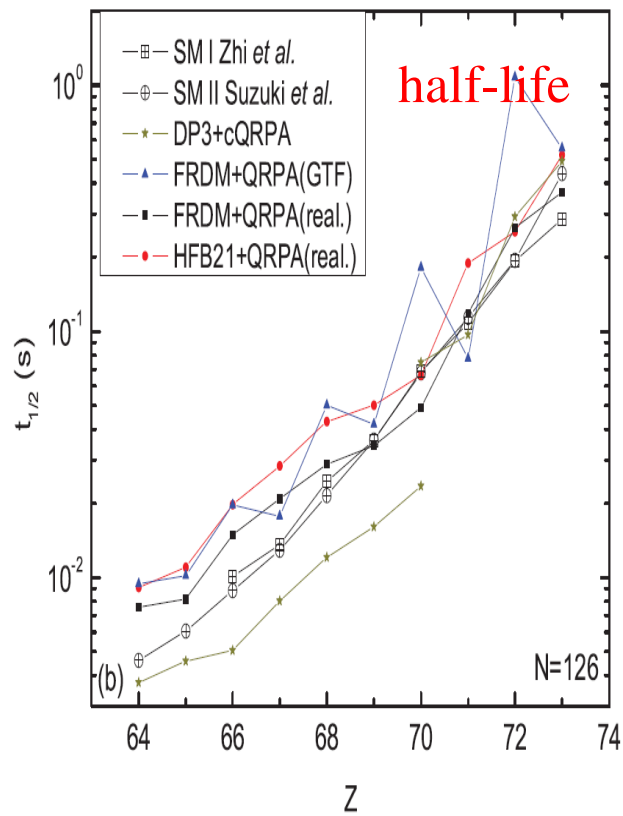 half-life
SM I Zhi et al.
SM II Suzuki et al.
DP3+cQRPA
FRDM+QRPA(GTF)
FRDM+QRPA(real.)
HFB21+QRPA(real.)
10⁰
10⁻¹
10⁻²
t₁/₂ (s)
(b)
N=126
64 66 68 70 72 74
Z